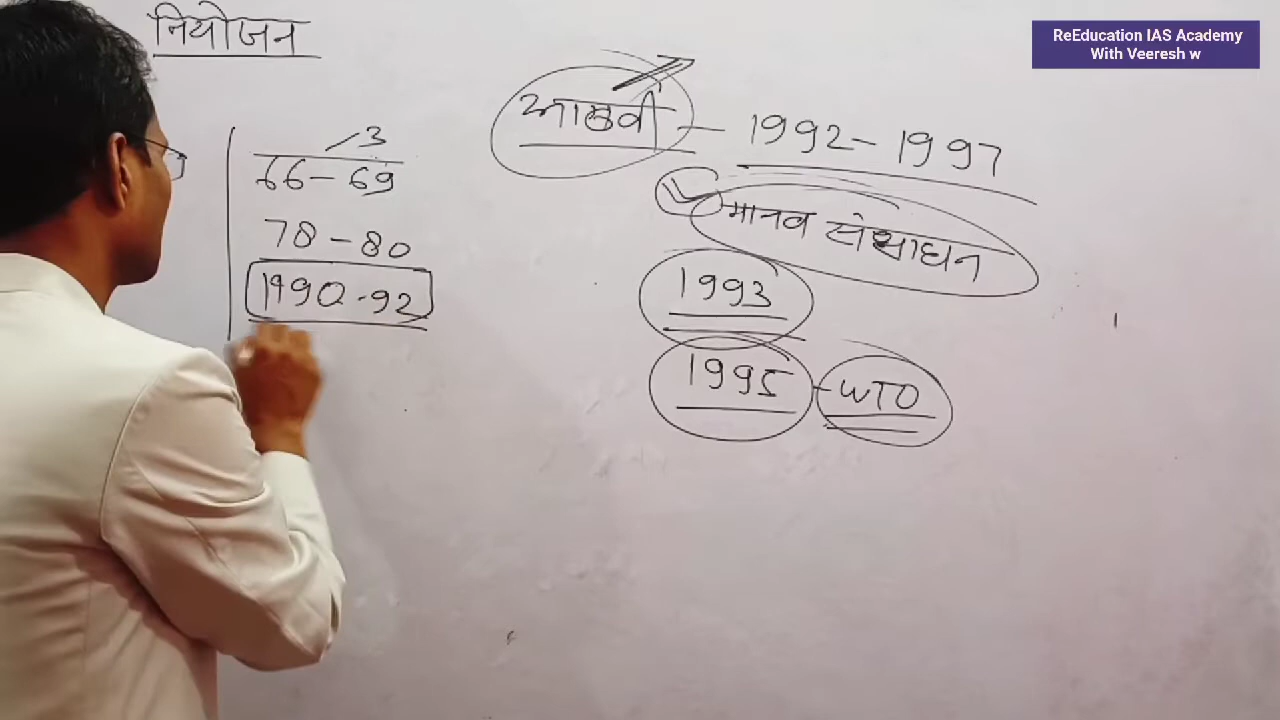 नियोजन
ReEducation IAS Academy
With Veeresh w
3
66-69
78-80
1990-92
आठवीं - 1992-1997
मानव संसाधन
1993
1995 - WTO